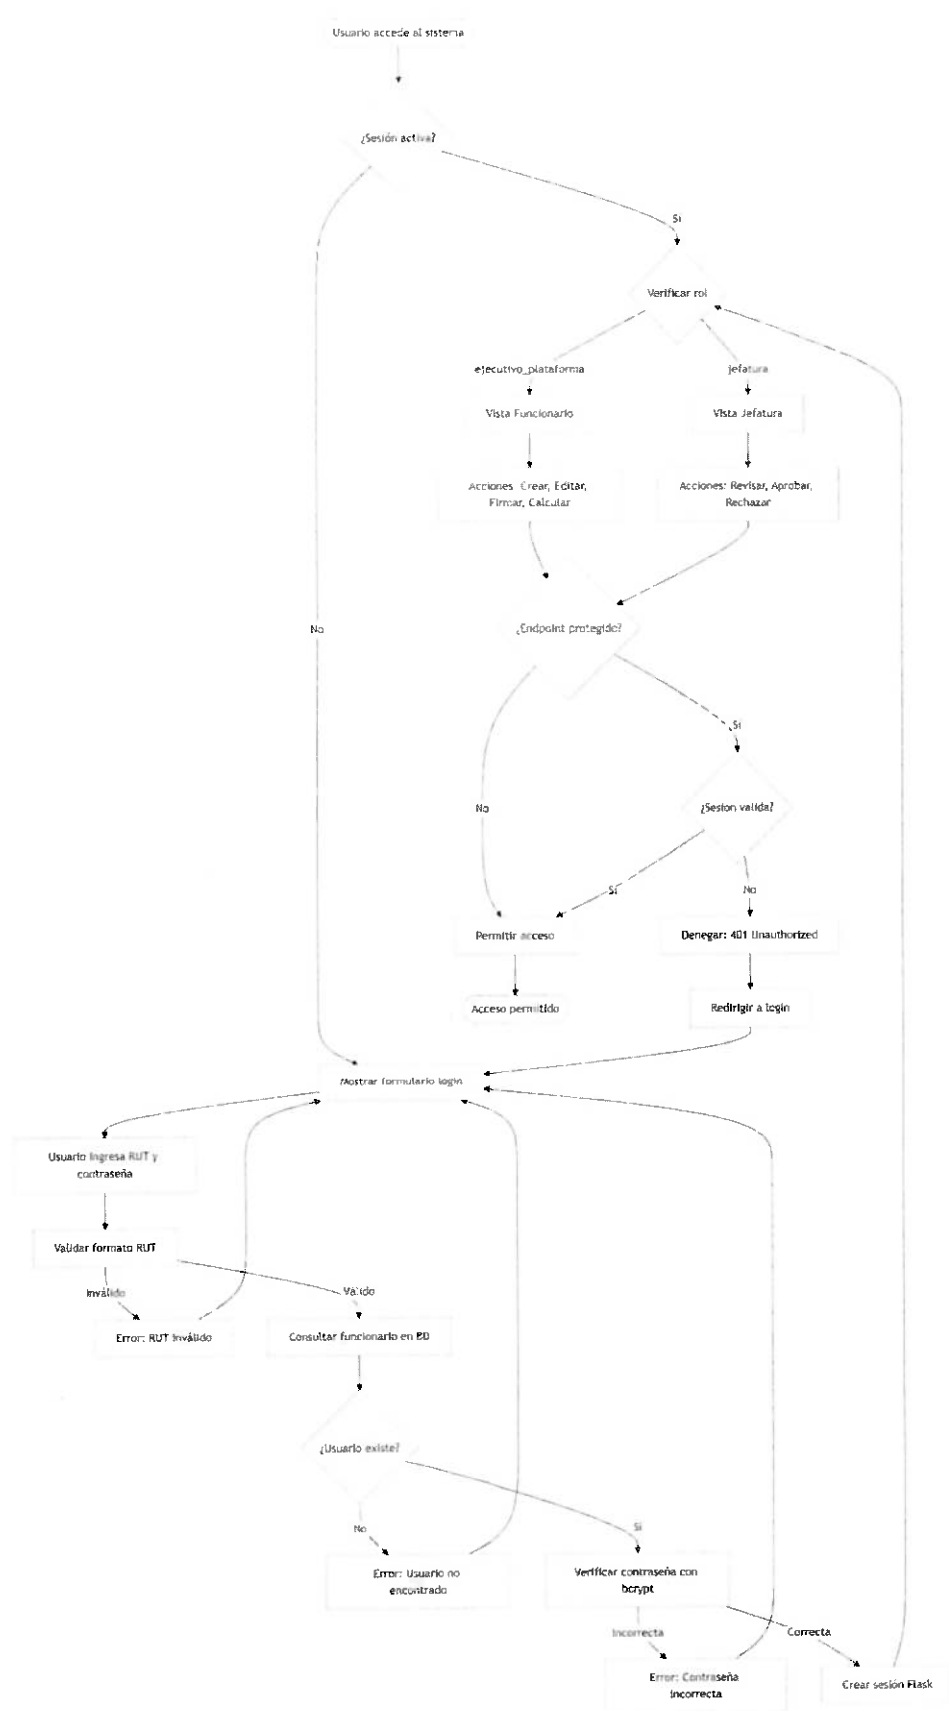 Usuario accede al sistema
¿Sesión activa?
Sí
Verificar rol
ejecutivo_plataforma
jefatura
Vista Funcionario
Vista Jefatura
Acciones: Crear, Editar,
Firmar, Calcular
Acciones: Revisar, Aprobar,
Rechazar
No
¿Endpoint protegido?
Sí
No
¿Sesion valida?
Sí
No
Permitir acceso
Denegar: 401 Unauthorized
Acceso permitido
Redirigir a login
Mostrar formulario login
Usuario ingresa RUT y
contraseña
Validar formato RUT
Inválido
Válido
Error: RUT inválido
Consultar funcionario en BD
¿Usuario existe?
No
Sí
Error: Usuario no
encontrado
Verificar contraseña con
bcrypt
Incorrecta
Correcta
Error: Contraseña
incorrecta
Crear sesión Flask